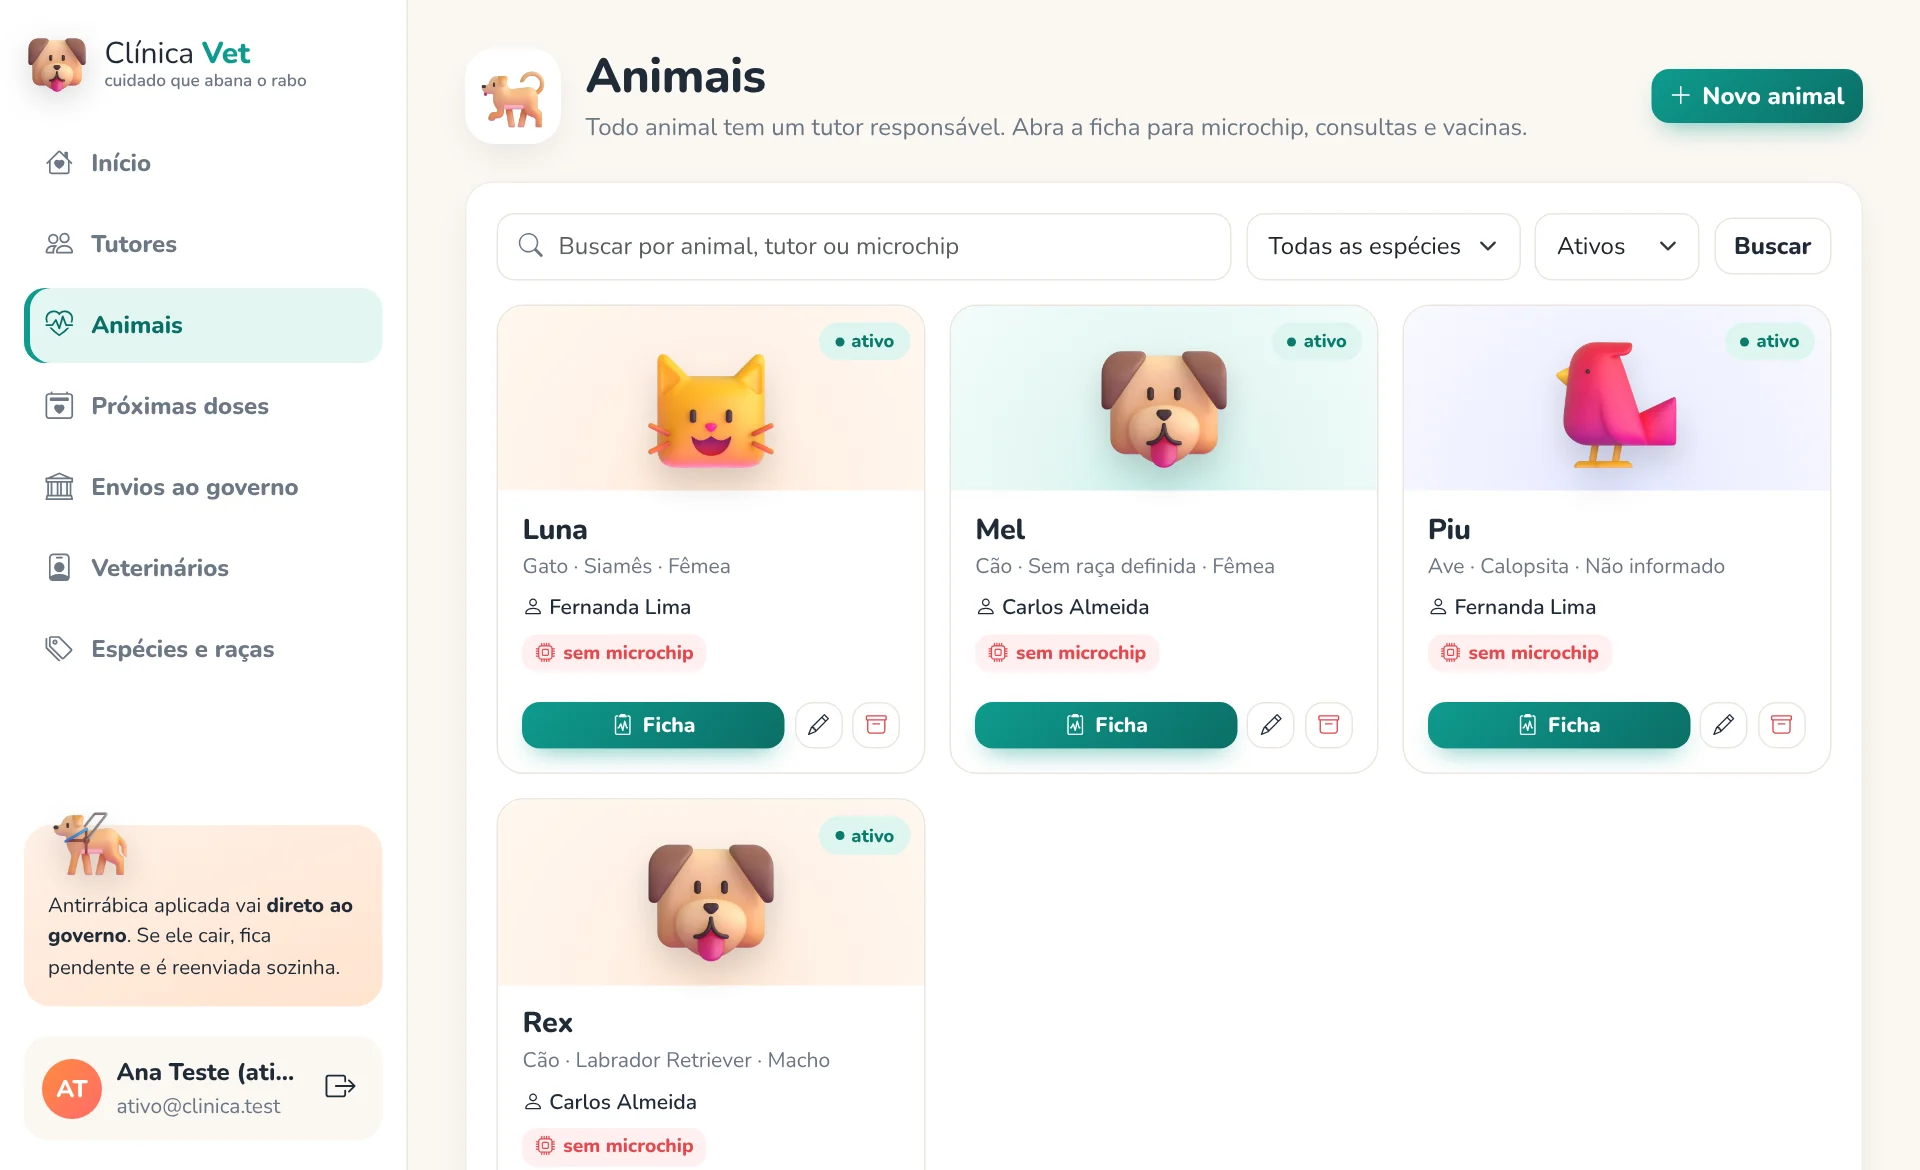 Clínica Vet
cuidado que abana o rabo
Início
Tutores
Animais
Próximas doses
Envios ao governo
Veterinários
Espécies e raças
Antirrábica aplicada vai direto ao
governo. Se ele cair, fica
pendente e é reenviada sozinha.
AT
Ana Teste (ati...
ativo@clinica.test
Animais
Todo animal tem um tutor responsável. Abra a ficha para microchip, consultas e vacinas.
Novo animal
Buscar por animal, tutor ou microchip
Todas as espécies
Ativos
Buscar
ativo
Luna
Gato · Siamês · Fêmea
Fernanda Lima
sem microchip
Ficha
ativo
Mel
Cão · Sem raça definida · Fêmea
Carlos Almeida
sem microchip
Ficha
ativo
Piu
Ave · Calopsita · Não informado
Fernanda Lima
sem microchip
Ficha
ativo
Rex
Cão · Labrador Retriever · Macho
Carlos Almeida
sem microchip